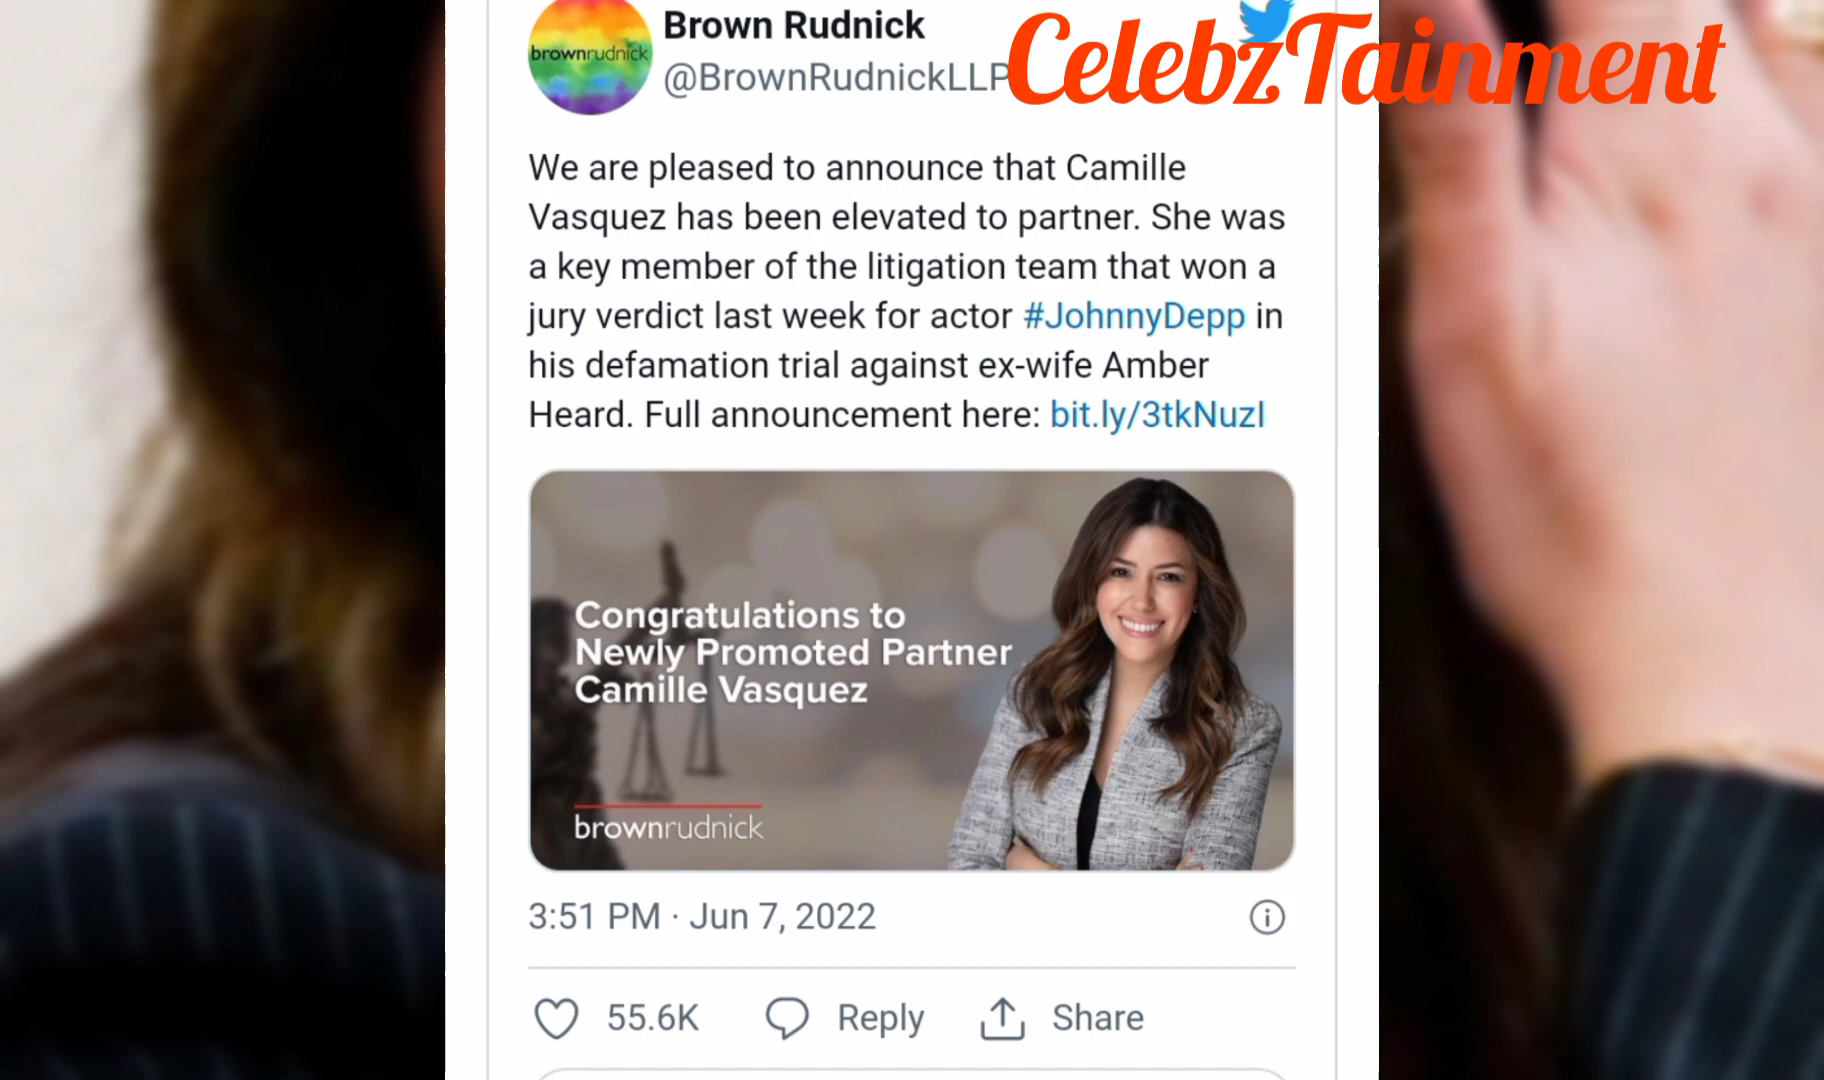 Brown Rudnick
CelebzTainment
brownrudnick
@BrownRudnickLLP
We are pleased to announce that Camille
Vasquez has been elevated to partner. She was
a key member of the litigation team that won a
jury verdict last week for actor #JohnnyDepp in
his defamation trial against ex-wife Amber
Heard. Full announcement here: bit.ly/3tkNuzI
Congratulations to
Newly Promoted Partner
Camille Vasquez
brownrudnick
3:51 PM · Jun 7, 2022
55.6K Reply Share